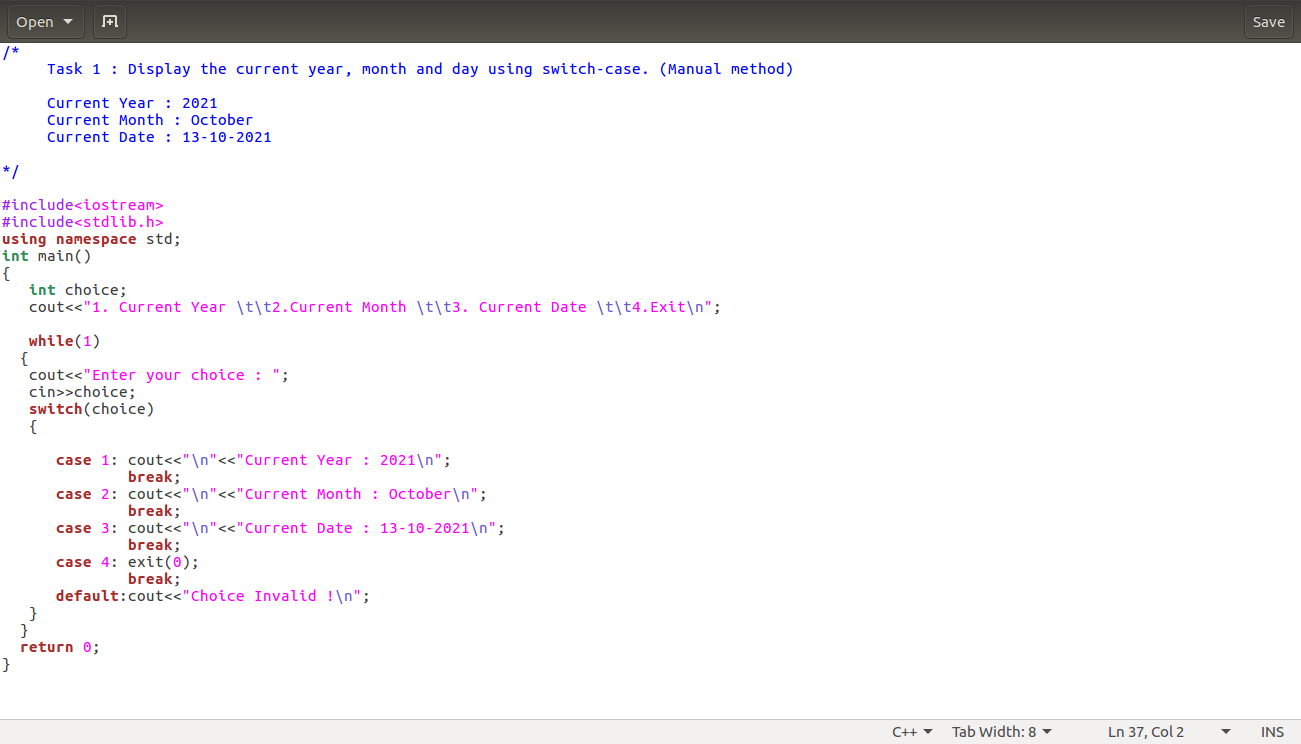 Open Save
/*
Task 1 : Display the current year, month and day using switch-case. (Manual method)
Current Year : 2021
Current Month : October
Current Date : 13-10-2021
*/
#include<iostream>
#include<stdlib.h>
using namespace std;
int main()
{
int choice;
cout<<"1. Current Year \t\t2.Current Month \t\t3. Current Date \t\t4.Exit\n";
while(1)
{
cout<<"Enter your choice : ";
cin>>choice;
switch(choice)
{
case 1: cout<<"\n"<<"Current Year : 2021\n";
break;
case 2: cout<<"\n"<<"Current Month : October\n";
break;
case 3: cout<<"\n"<<"Current Date : 13-10-2021\n";
break;
case 4: exit(0);
break;
default:cout<<"Choice Invalid !\n";
}
}
return 0;
}
C++ Tab Width: 8 Ln 37, Col 2 INS